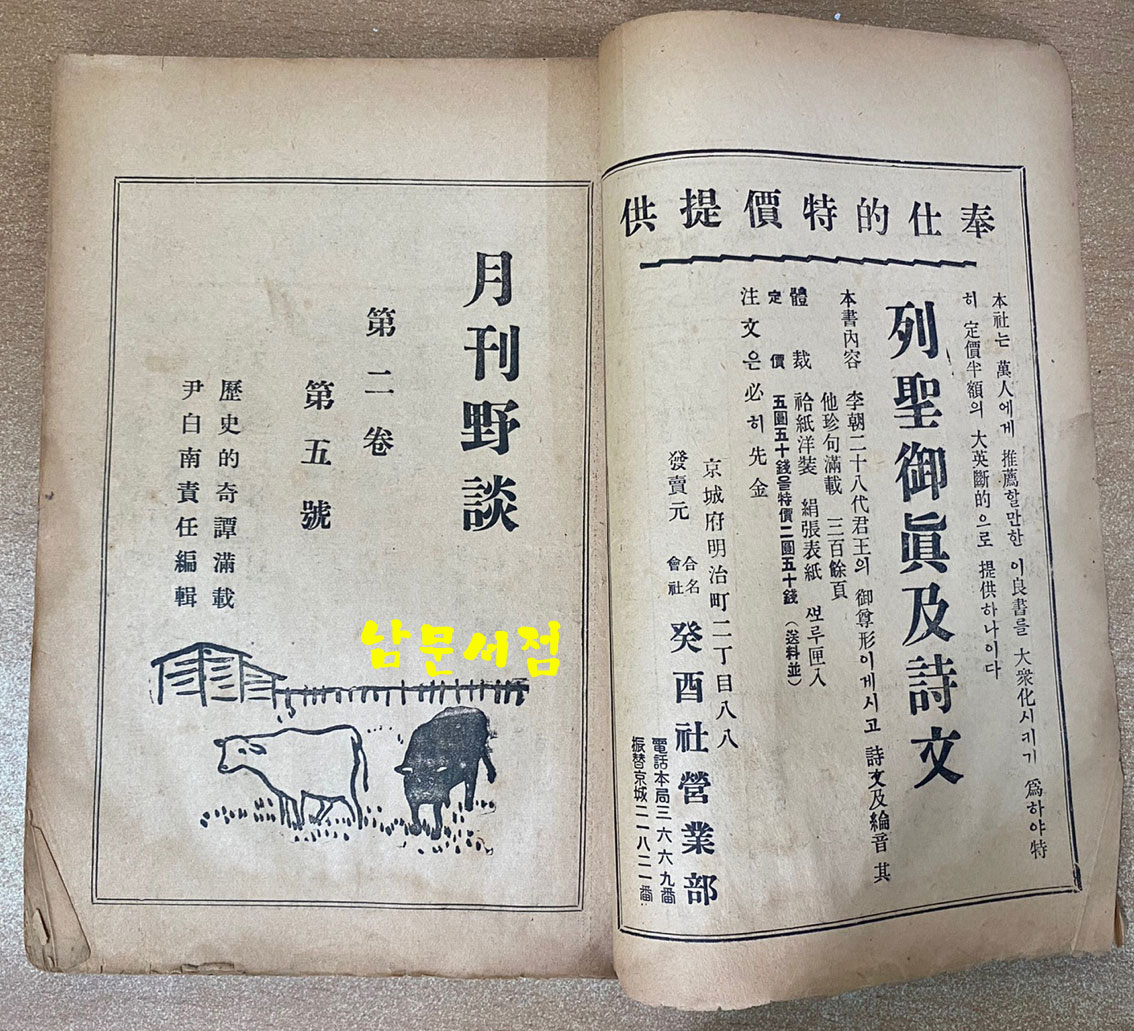 奉仕的特價提供
本社는 萬人에게 推薦할만한 이良書를 大衆化시키기 爲하야特
히 定價半額의 大英斷的으로 提供하나이다
列聖御眞及詩文
本書內容 李朝二十八代君王의 御尊形이게시고 詩文及綸音 其
他珍句滿載 三百餘頁
體裁 袷紙洋裝 絹張表紙 뽀루匣入
定價 五圓五十錢을特價二圓五十錢(送料並)
注文은必히先金
京城府明治町二丁目八八
發賣元 合名會社 癸酉社營業部
電話本局三六六九番
振替京城二一八二一番
月刊野談
第二卷
第五號
歷史的奇譚滿載
尹白南責任編輯
남문서점